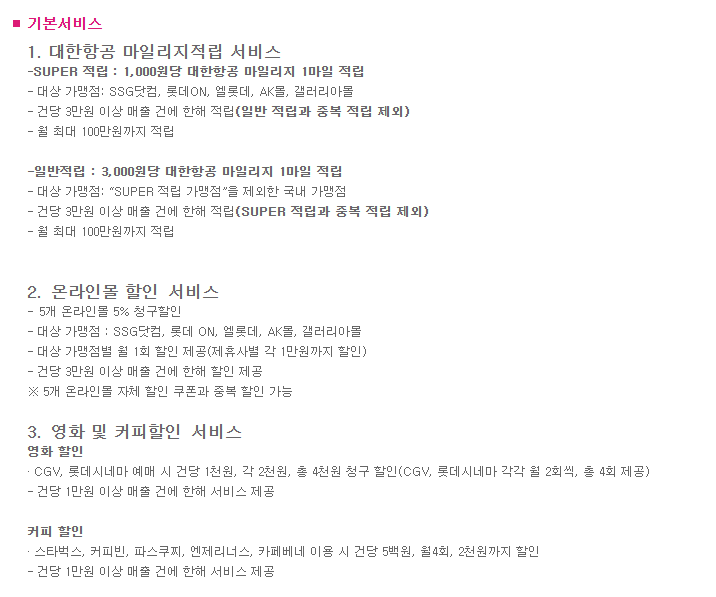 ■ 기본서비스
1. 대한항공 마일리지적립 서비스
-SUPER 적립 : 1,000원당 대한항공 마일리지 1마일 적립
- 대상 가맹점: SSG닷컴, 롯데ON, 엘롯데, AK몰, 갤러리아몰
- 건당 3만원 이상 매출 건에 한해 적립(일반 적립과 중복 적립 제외)
- 월 최대 100만원까지 적립
-일반적립 : 3,000원당 대한항공 마일리지 1마일 적립
- 대상 가맹점: “SUPER 적립 가맹점”을 제외한 국내 가맹점
- 건당 3만원 이상 매출 건에 한해 적립(SUPER 적립과 중복 적립 제외)
- 월 최대 100만원까지 적립
2. 온라인몰 할인 서비스
- 5개 온라인몰 5% 청구할인
- 대상 가맹점 : SSG닷컴, 롯데 ON, 엘롯데, AK몰, 갤러리아몰
- 대상 가맹점별 월 1회 할인 제공(제휴사별 각 1만원까지 할인)
- 건당 3만원 이상 매출 건에 한해 할인 제공
※ 5개 온라인몰 자체 할인 쿠폰과 중복 할인 가능
3. 영화 및 커피할인 서비스
영화 할인
· CGV, 롯데시네마 예매 시 건당 1천원, 각 2천원, 총 4천원 청구 할인(CGV, 롯데시네마 각각 월 2회씩, 총 4회 제공)
- 건당 1만원 이상 매출 건에 한해 서비스 제공
커피 할인
· 스타벅스, 커피빈, 파스쿠찌, 엔제리너스, 카페베네 이용 시 건당 5백원, 월4회, 2천원까지 할인
- 건당 1만원 이상 매출 건에 한해 서비스 제공